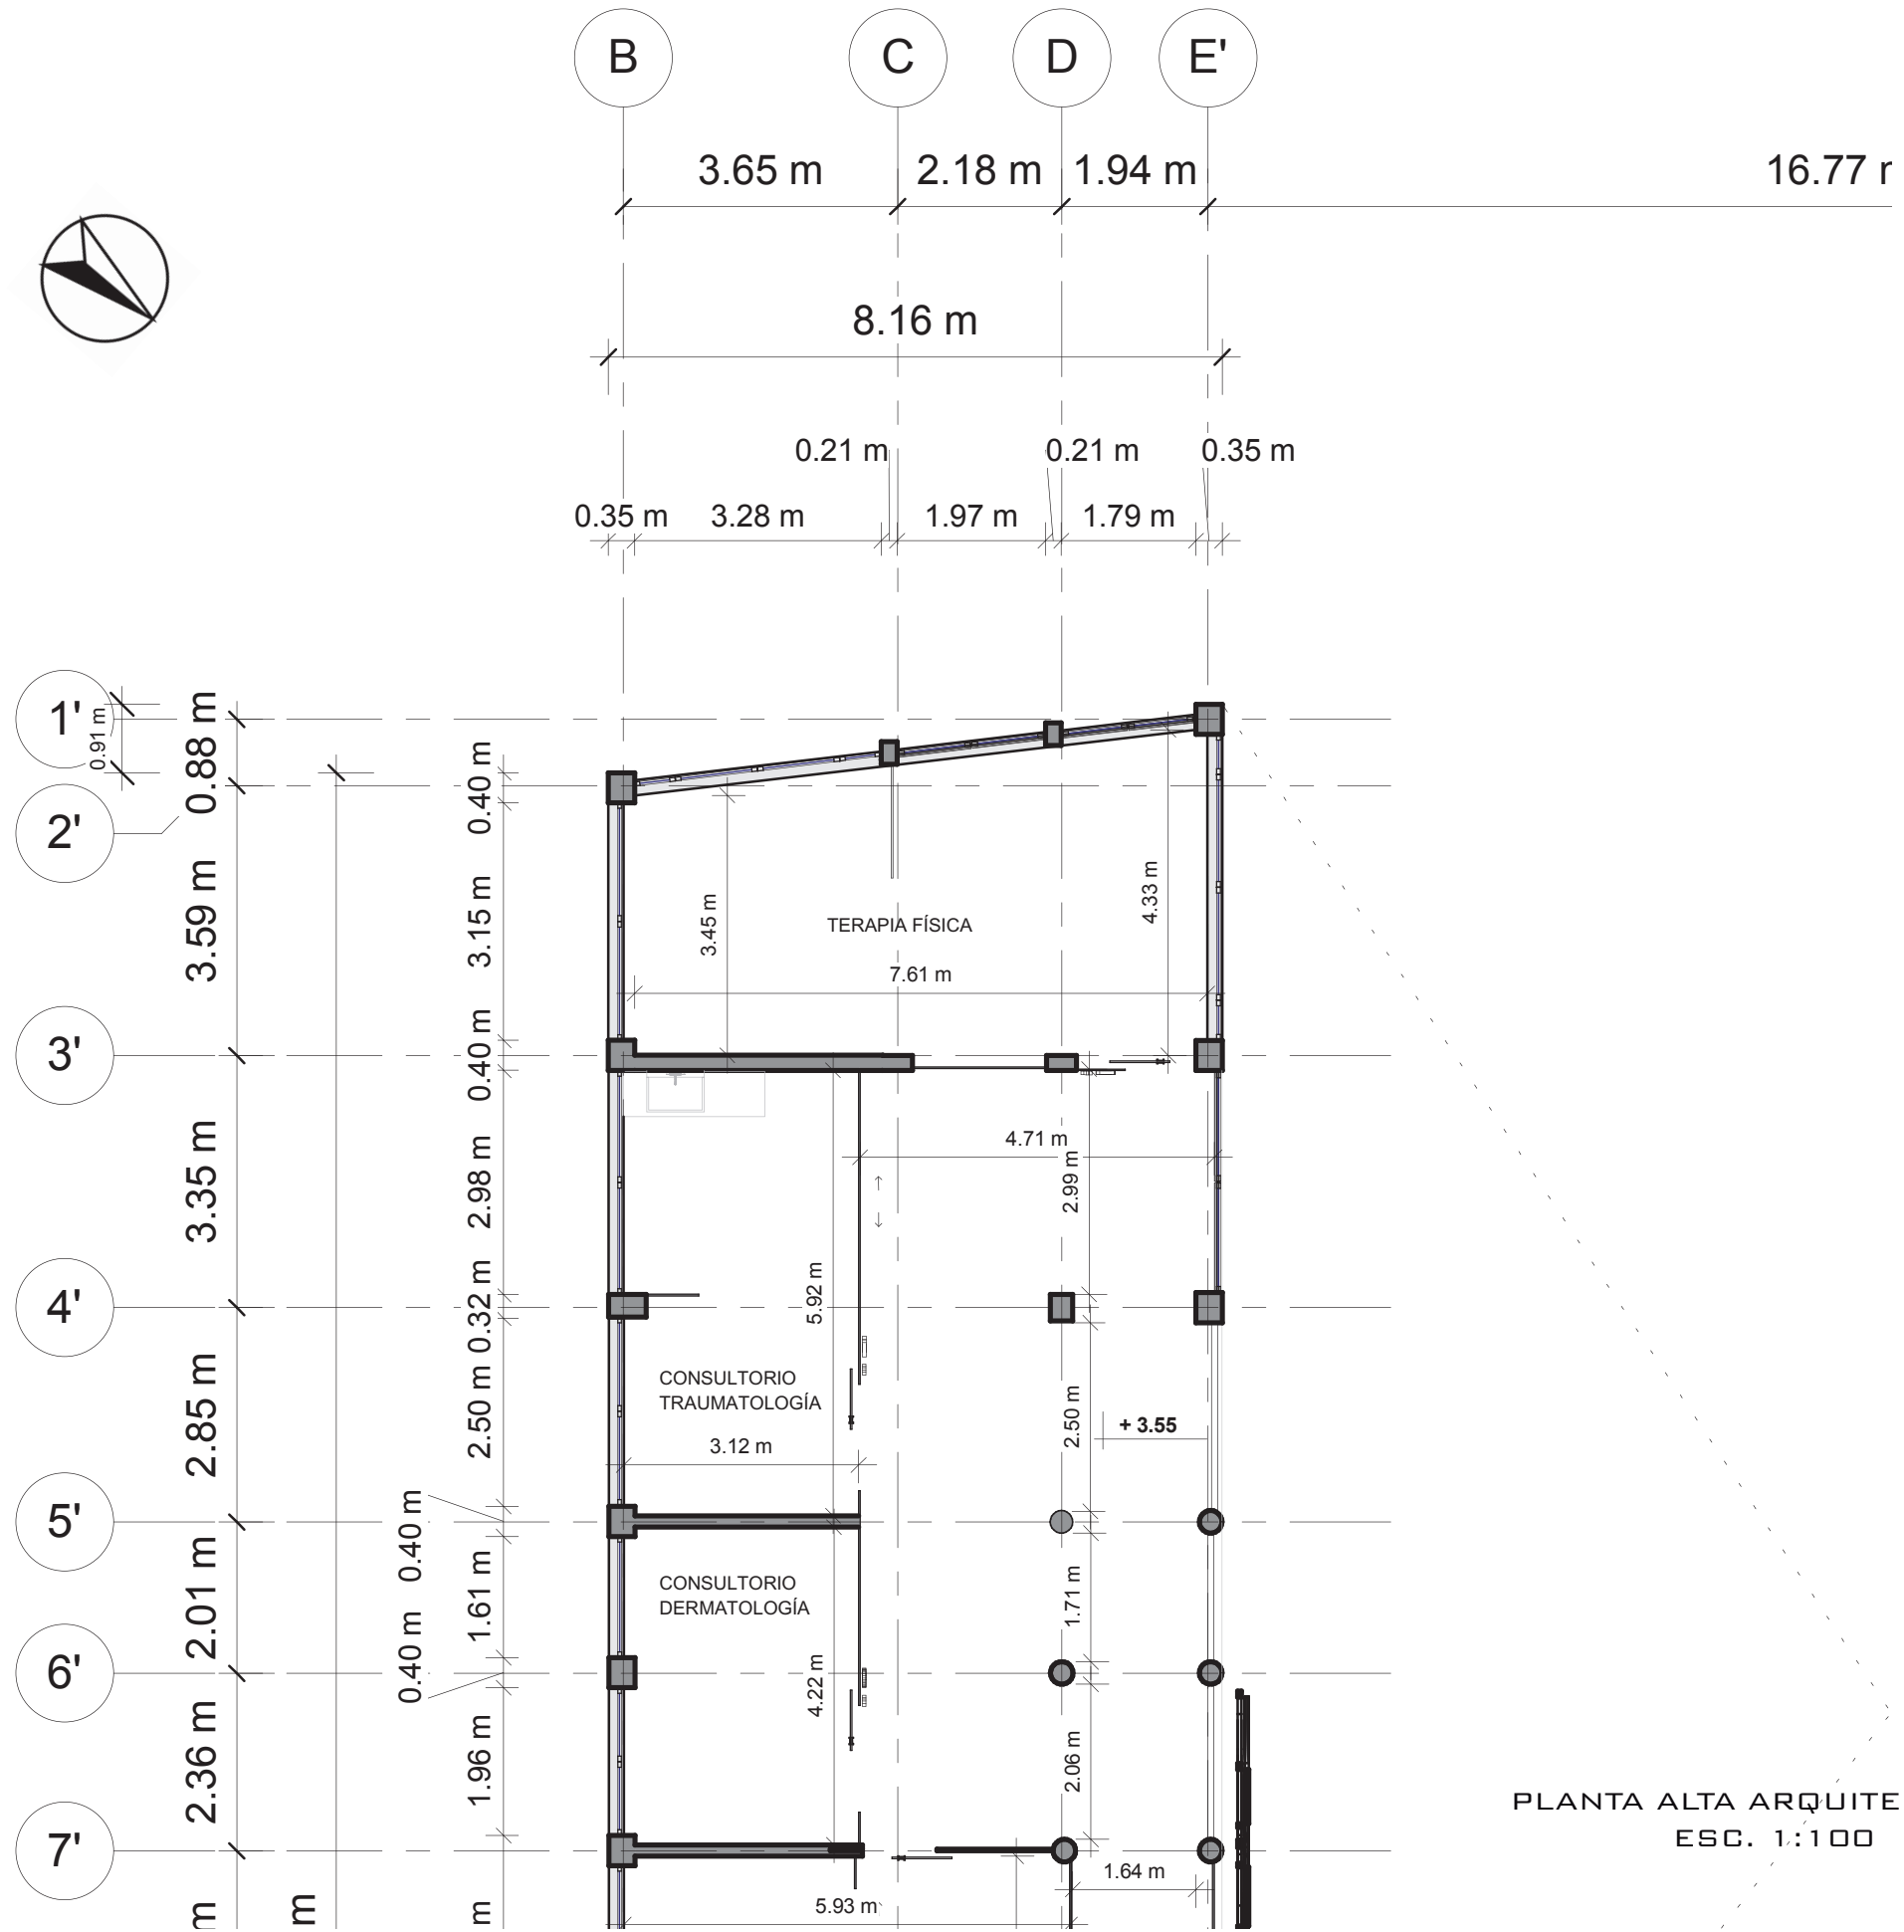 B C D E'
3.65 m 2.18 m 1.94 m 16.77 
8.16 m
0.21 m 0.21 m 0.35 m
0.35 m 3.28 m 1.97 m 1.79 m
1'
0.91 m
0.88 m
0.40 m
2'
3.59 m
3.15 m
3.45 m
TERAPIA FÍSICA
4.33 m
7.61 m
3'
0.40 m
3.35 m
2.98 m
4.71 m
2.99 m
4'
0.32 m
5.92 m
2.85 m
2.50 m
CONSULTORIO
TRAUMATOLOGÍA
3.12 m
2.50 m
+ 3.55
5'
0.40 m
2.01 m
1.61 m
CONSULTORIO
DERMATOLOGÍA
1.71 m
6'
0.40 m
4.22 m
2.36 m
1.96 m
2.06 m
PLANTA ALTA ARQUITE
ESC. 1:100
7'
1.64 m
5.93 m
m m m